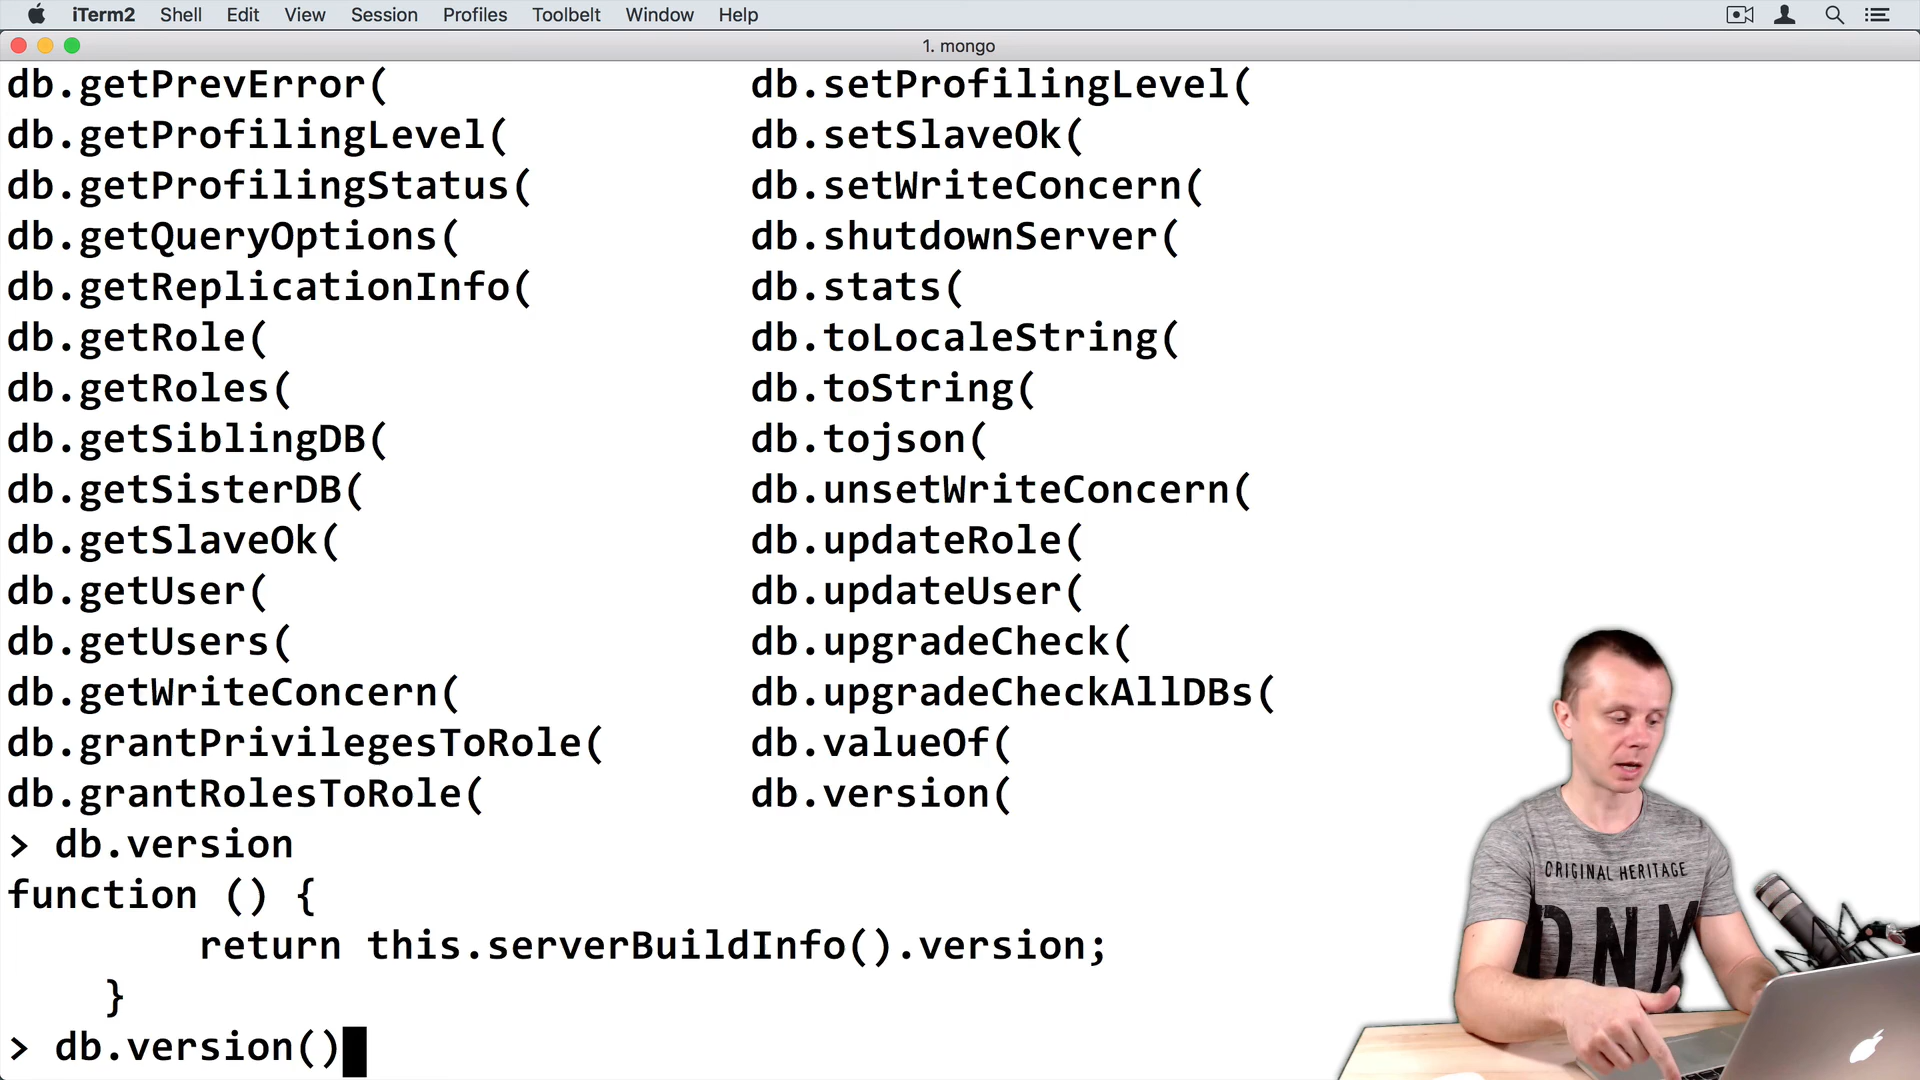 iTerm2 Shell Edit View Session Profiles Toolbelt Window Help
1. mongo
db.getPrevError( db.setProfilingLevel(
db.getProfilingLevel( db.setSlaveOk(
db.getProfilingStatus( db.setWriteConcern(
db.getQueryOptions( db.shutdownServer(
db.getReplicationInfo( db.stats(
db.getRole( db.toLocaleString(
db.getRoles( db.toString(
db.getSiblingDB( db.tojson(
db.getSisterDB( db.unsetWriteConcern(
db.getSlaveOk( db.updateRole(
db.getUser( db.updateUser(
db.getUsers( db.upgradeCheck(
db.getWriteConcern( db.upgradeCheckAllDBs(
db.grantPrivilegesToRole( db.valueOf(
db.grantRolesToRole( db.version(
> db.version
function () {
return this.serverBuildInfo().version;
}
> db.version()
ORIGINAL HERITAGE
DNM